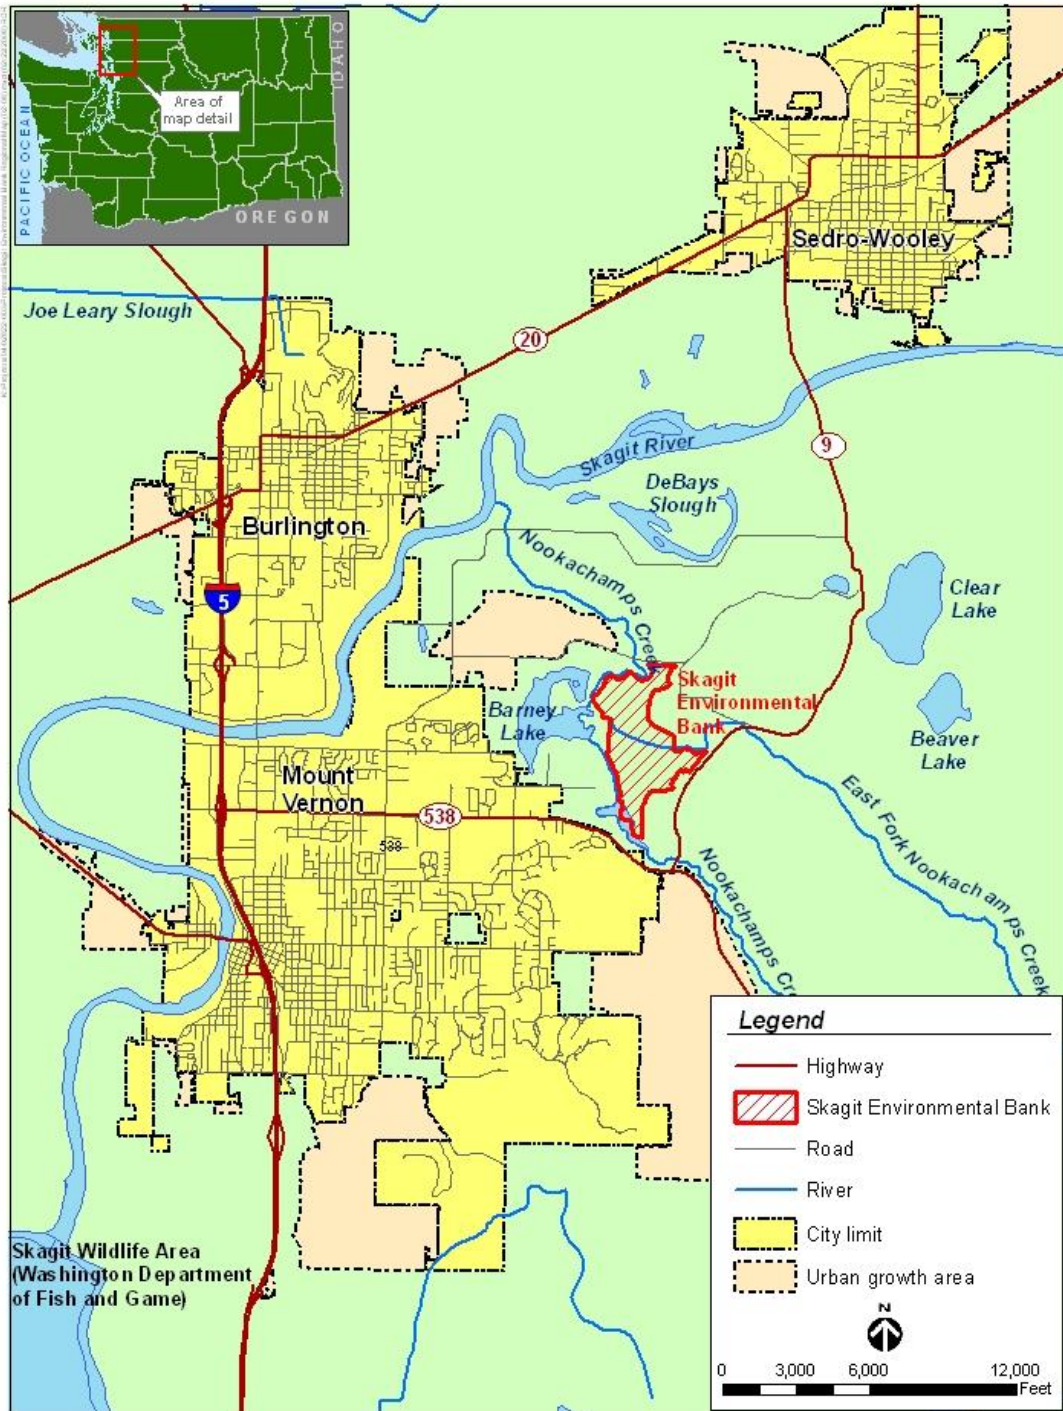 Area of
map detail
PACIFIC OCEAN
IDAHO
OREGON
Joe Leary Slough
Sedro-Wooley
20
9
Skagit River
DeBays
Slough
Burlington
5
Nookachamps Creek
Clear
Lake
Skagit
Environmental
Bank
Barney
Lake
Beaver
Lake
Mount
Vernon
538
538
East Fork Nookachamps Creek
Nookachamps Cr
Skagit Wildlife Area
(Washington Department
of Fish and Game)
Legend
Highway
Skagit Environmental Bank
Road
River
City limit
Urban growth area
N
0 3,000 6,000 12,000
Feet